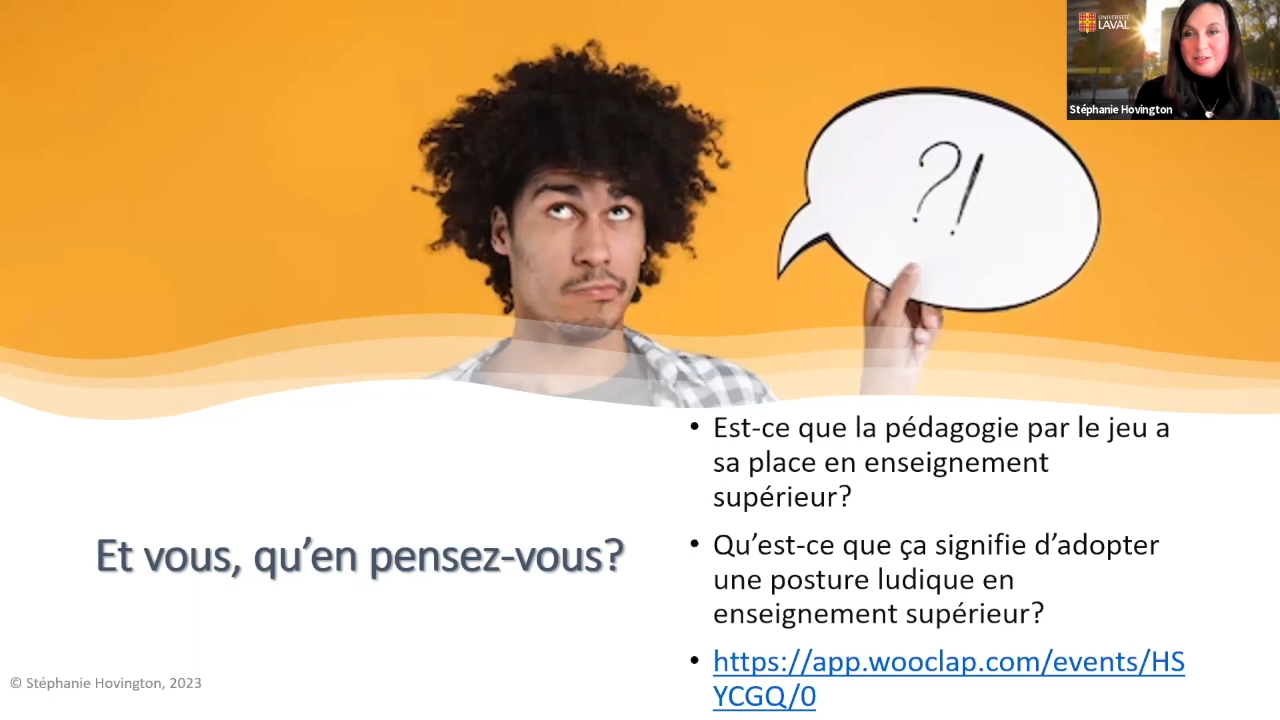 UNIVERSITÉ
LAVAL
Stéphanie Hovington
?!
Et vous, qu’en pensez-vous?
• Est-ce que la pédagogie par le jeu a
sa place en enseignement
supérieur?
• Qu’est-ce que ça signifie d’adopter
une posture ludique en
enseignement supérieur?
• https://app.wooclap.com/events/HS
YCGQ/0
© Stéphanie Hovington, 2023